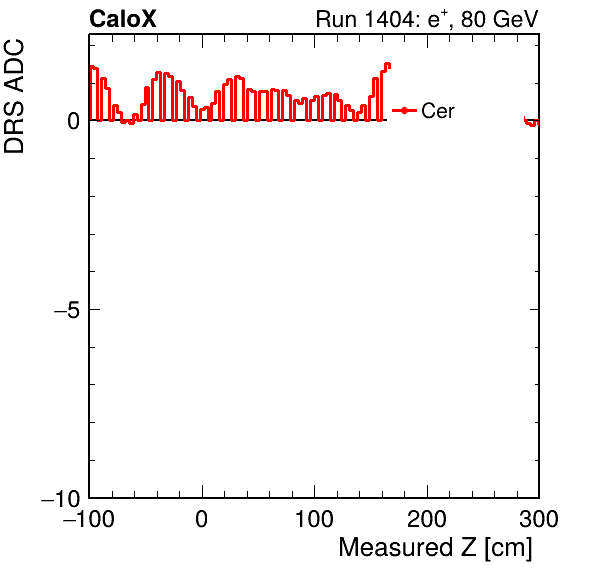 CaloX
Run 1404: e+, 80 GeV
DRS ADC
Cer
0
−5
−10
−100 0 100 200 300
Measured Z [cm]